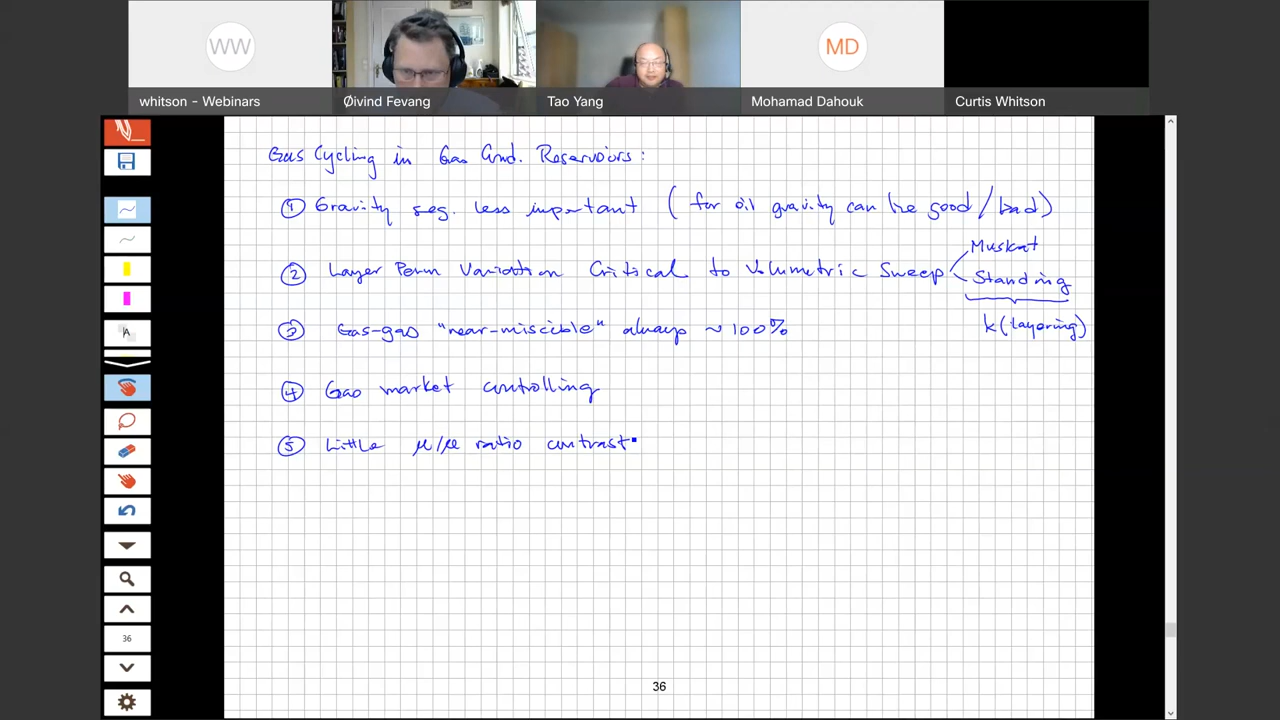 WW
MD
whitson - Webinars
Øivind Fevang
Tao Yang
Mohamad Dahouk
Curtis Whitson
Gas Cycling in Gas Cond. Reservoirs:
① Gravity seg. less important (for oil gravity can be good/bad)
Muskat
② Layer Perm Variation Critical to Volumetric Sweep Standing
③ Gas-gas "near-miscible" always ~ 100%
k (layering)
④ Gas market controlling
⑤ Little μ/μ ratio contrast
36
36